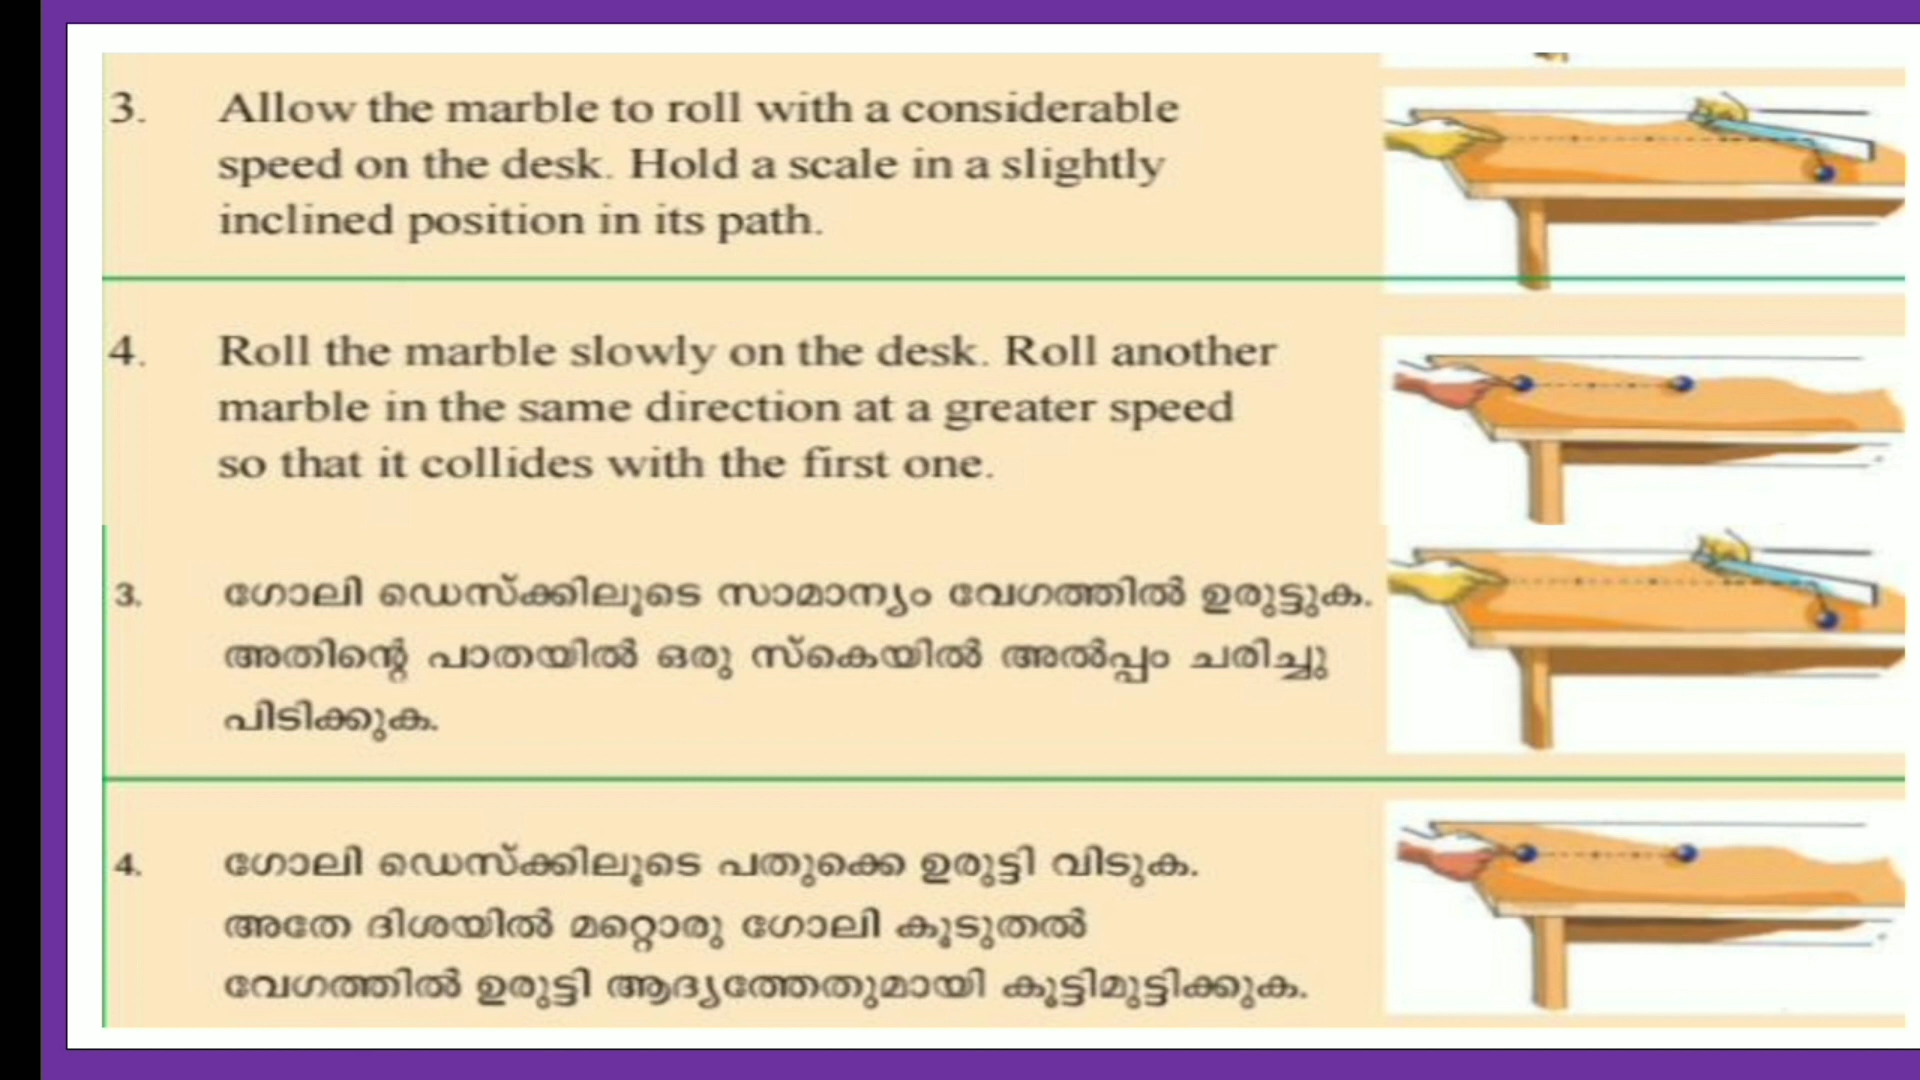 3. Allow the marble to roll with a considerable
speed on the desk. Hold a scale in a slightly
inclined position in its path.
4. Roll the marble slowly on the desk. Roll another
marble in the same direction at a greater speed
so that it collides with the first one.
3. ഗോലി ഡെസ്ക്കിലൂടെ സാമാന്യം വേഗത്തിൽ ഉരുട്ടുക.
അതിന്റെ പാതയിൽ ഒരു സ്കെയിൽ അൽപ്പം ചരിച്ചു
പിടിക്കുക.
4. ഗോലി ഡെസ്ക്കിലൂടെ പതുക്കെ ഉരുട്ടി വിടുക.
അതേ ദിശയിൽ മറ്റൊരു ഗോലി കൂടുതൽ
വേഗത്തിൽ ഉരുട്ടി ആദ്യത്തേതുമായി കൂട്ടിമുട്ടിക്കുക.